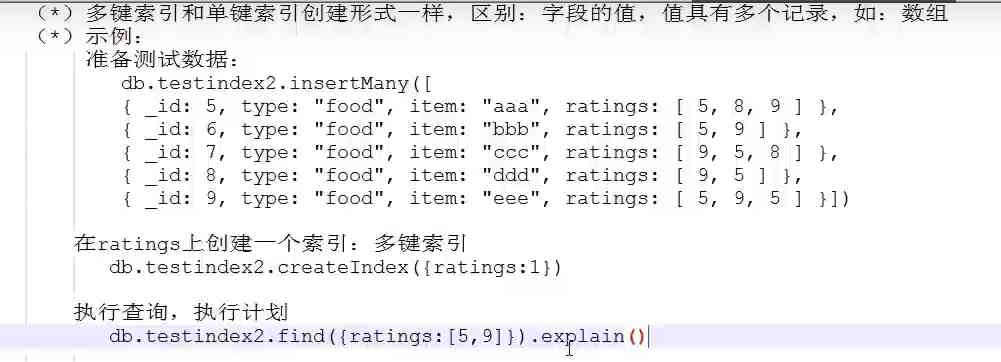 (*) 多键索引和单键索引创建形式一样，区别：字段的值，值具有多个记录，如：数组
(*) 示例：
准备测试数据：
db.testindex2.insertMany([
{ _id: 5, type: "food", item: "aaa", ratings: [ 5, 8, 9 ] },
{ _id: 6, type: "food", item: "bbb", ratings: [ 5, 9 ] },
{ _id: 7, type: "food", item: "ccc", ratings: [ 9, 5, 8 ] },
{ _id: 8, type: "food", item: "ddd", ratings: [ 9, 5 ] },
{ _id: 9, type: "food", item: "eee", ratings: [ 5, 9, 5 ] }])
在ratings上创建一个索引：多键索引
db.testindex2.createIndex({ratings:1})
执行查询，执行计划
db.testindex2.find({ratings:[5,9]}).explain()